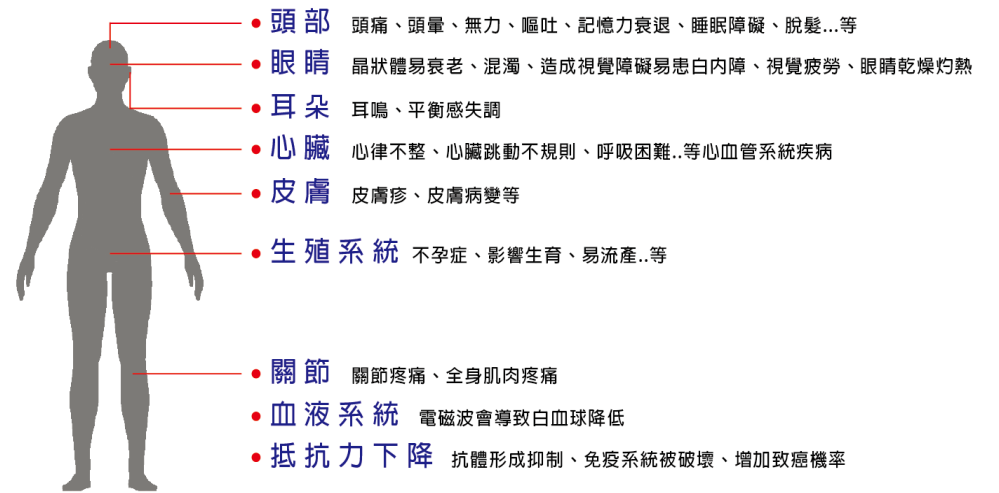 頭部 頭痛、頭暈、無力、嘔吐、記憶力衰退、睡眠障礙、脫髮...等
眼睛 晶狀體易衰老、混濁、造成視覺障礙易患白內障、視覺疲勞、眼睛乾燥灼熱
耳朵 耳鳴、平衡感失調
心臟 心律不整、心臟跳動不規則、呼吸困難..等心血管系統疾病
皮膚 皮膚疹、皮膚病變等
生殖系統 不孕症、影響生育、易流產..等
關節 關節疼痛、全身肌肉疼痛
血液系統 電磁波會導致白血球降低
抵抗力下降 抗體形成抑制、免疫系統被破壞、增加致癌機率